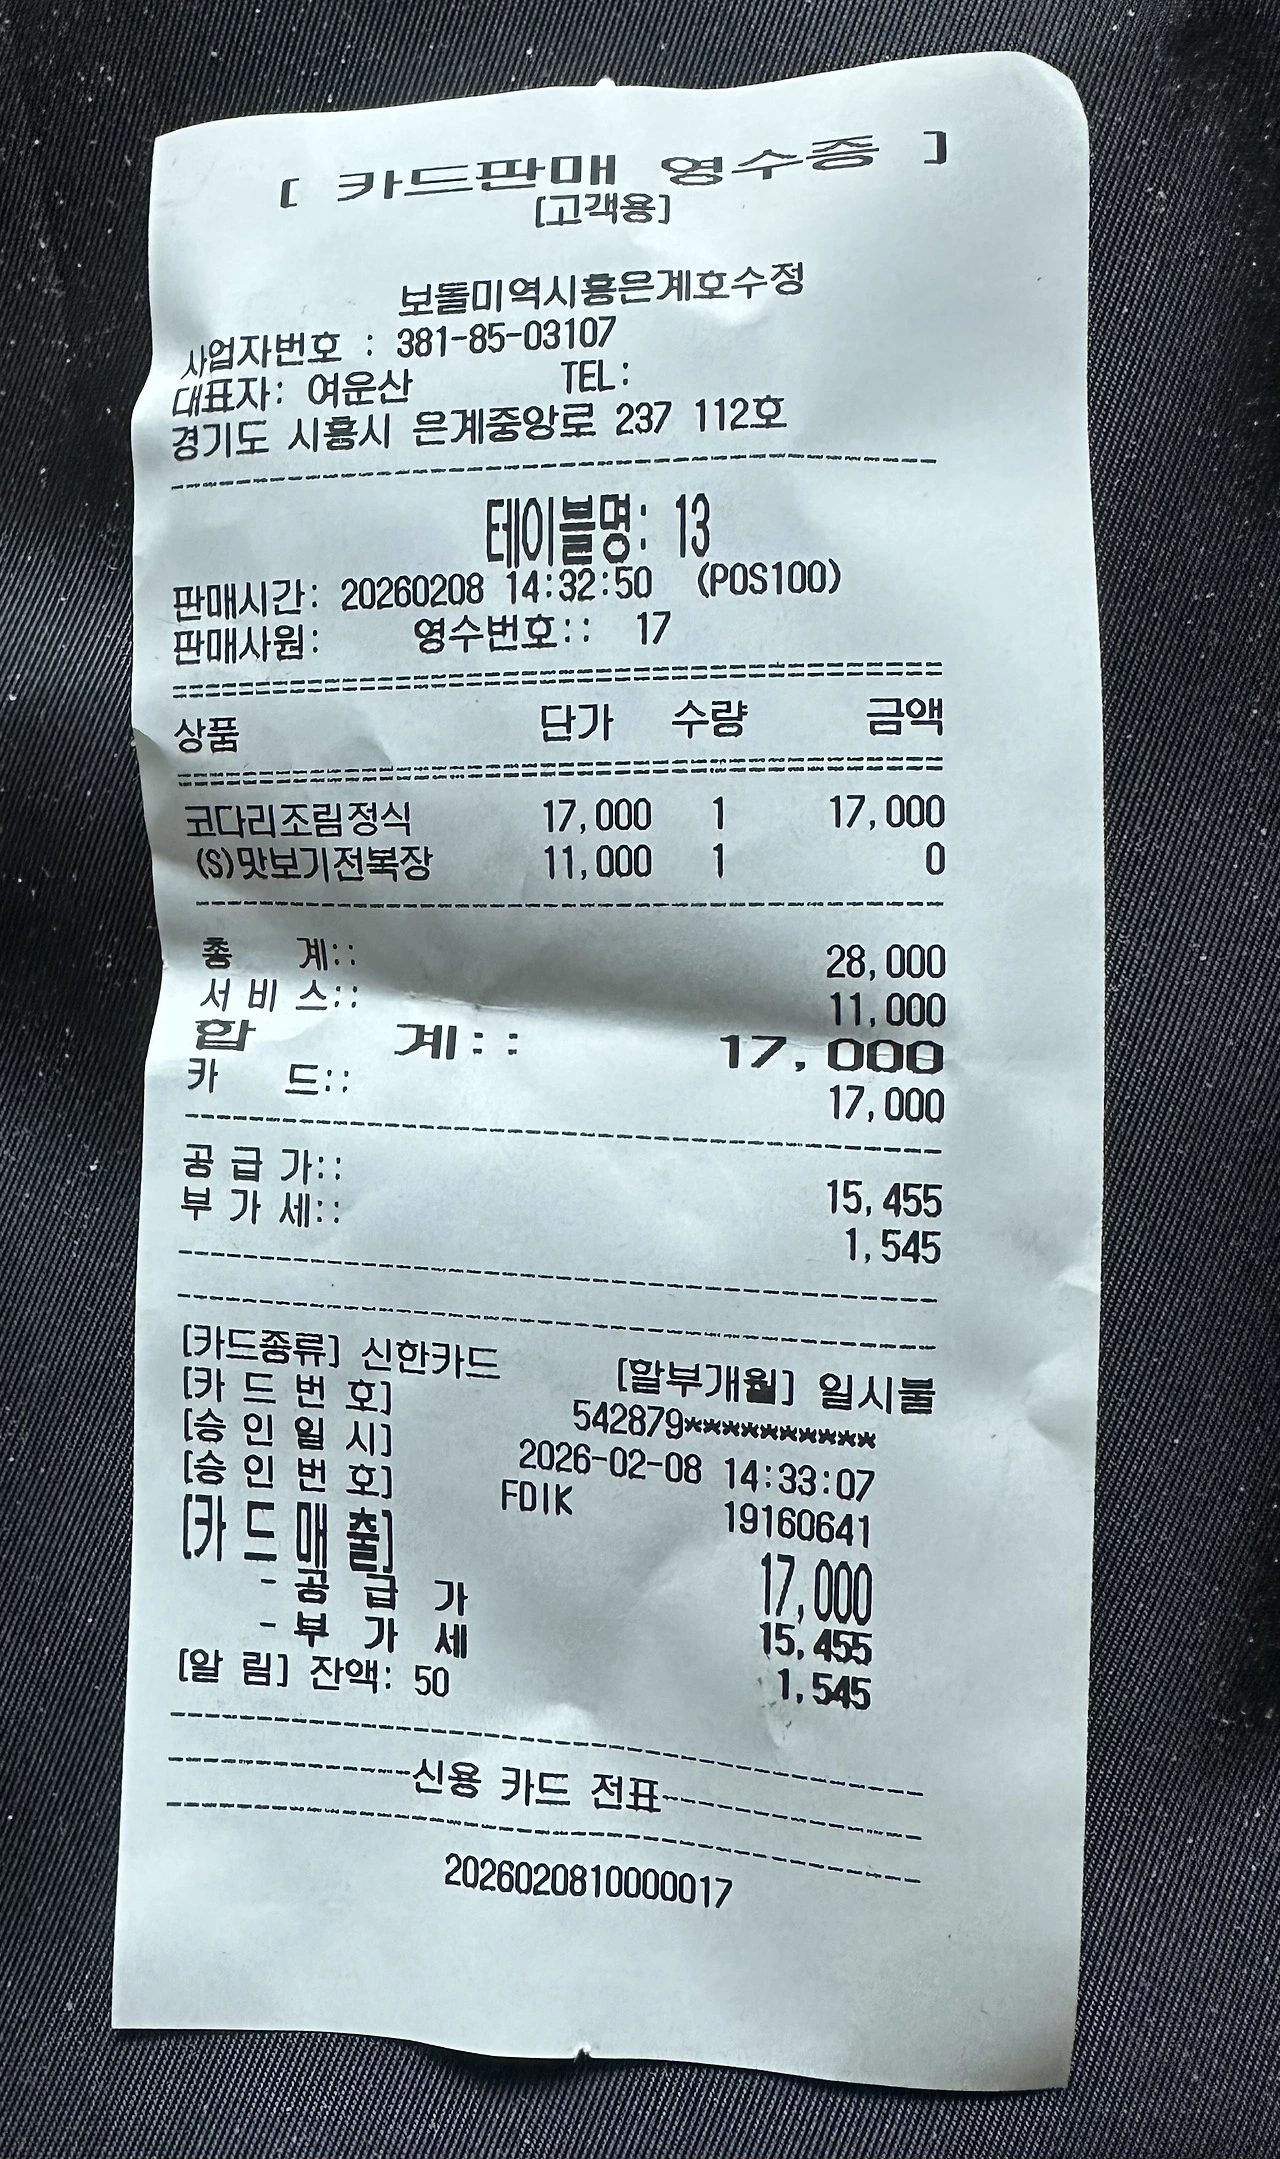 [ 카드판매 영수증 ]
[고객용]
보돌미역시흥은계호수정
사업자번호 : 381-85-03107
대표자: 여운산 TEL:
경기도 시흥시 은계중앙로 237 112호
테이블명: 13
판매시간: 20260208 14:32:50 (POS100)
판매사원: 영수번호:: 17
상품 단가 수량 금액
코다리조림정식 17,000 1 17,000
(S)맛보기전복장 11,000 1 0
총 계:: 28,000
서 비 스:: 11,000
합 계:: 17,000
카 드:: 17,000
공 급 가:: 15,455
부 가 세:: 1,545
[카드종류] 신한카드 [할부개월] 일시불
[카 드 번 호] 542879**********
[승 인 일 시] 2026-02-08 14:33:07
[승 인 번 호] FDIK 19160641
[카 드 매 출] 17,000
- 공 급 가 15,455
- 부 가 세 1,545
[알 림] 잔액: 50
신용 카드 전표
2026020810000017